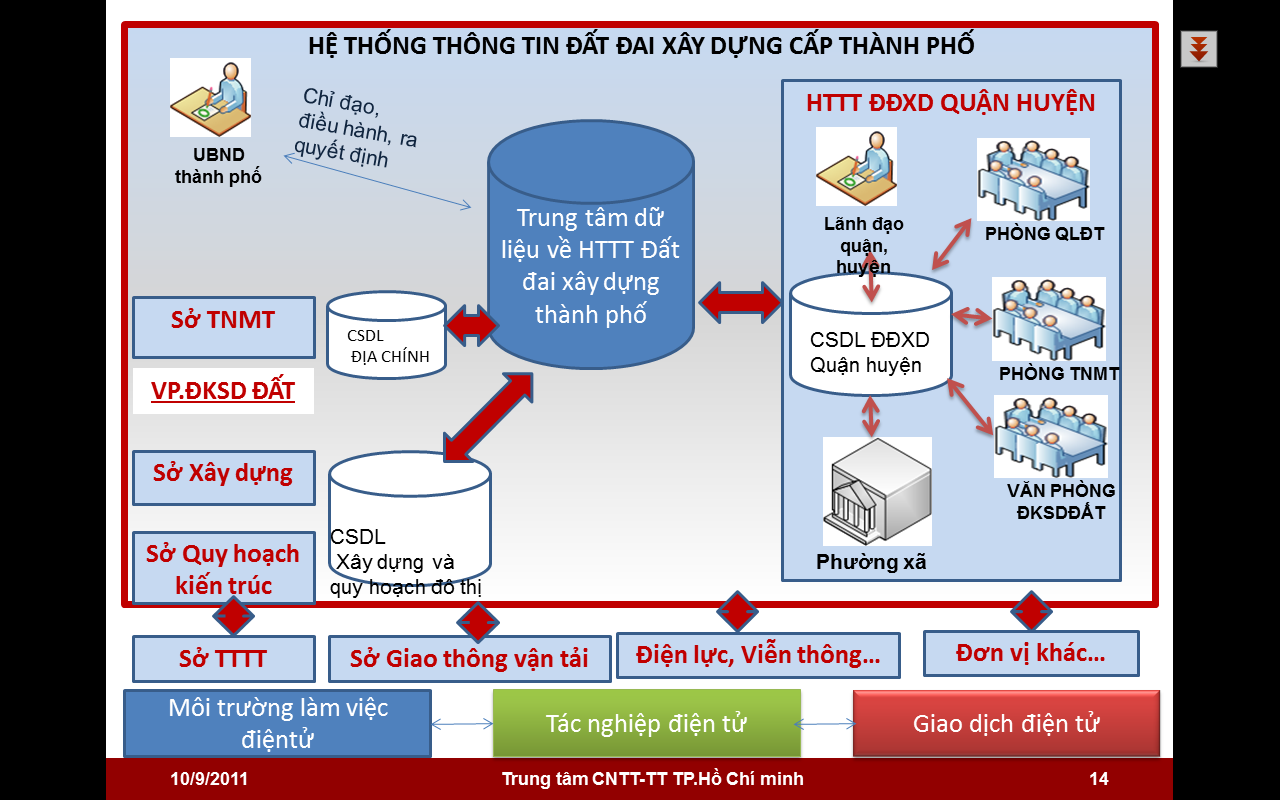 HỆ THỐNG THÔNG TIN ĐẤT ĐAI XÂY DỰNG CẤP THÀNH PHỐ
UBND
thành phố
Chỉ đạo,
điều hành, ra
quyết định
Trung tâm dữ
liệu về HTTT Đất
đai xây dựng
thành phố
HTTT ĐĐXD QUẬN HUYỆN
Lãnh đạo
quận,
huyện
PHÒNG QLĐT
CSDL ĐĐXD
Quận huyện
PHÒNG TNMT
VĂN PHÒNG
ĐKSDĐẤT
Phường xã
Sở TNMT
CSDL
ĐỊA CHÍNH
VP.ĐKSD ĐẤT
Sở Xây dựng
CSDL
Xây dựng và
quy hoạch đô thị
Sở Quy hoạch
kiến trúc
Sở TTTT
Sở Giao thông vận tải
Điện lực, Viễn thông...
Đơn vị khác...
Môi trường làm việc
điệntử
Tác nghiệp điện tử
Giao dịch điện tử
10/9/2011
Trung tâm CNTT-TT TP.Hồ Chí minh
14